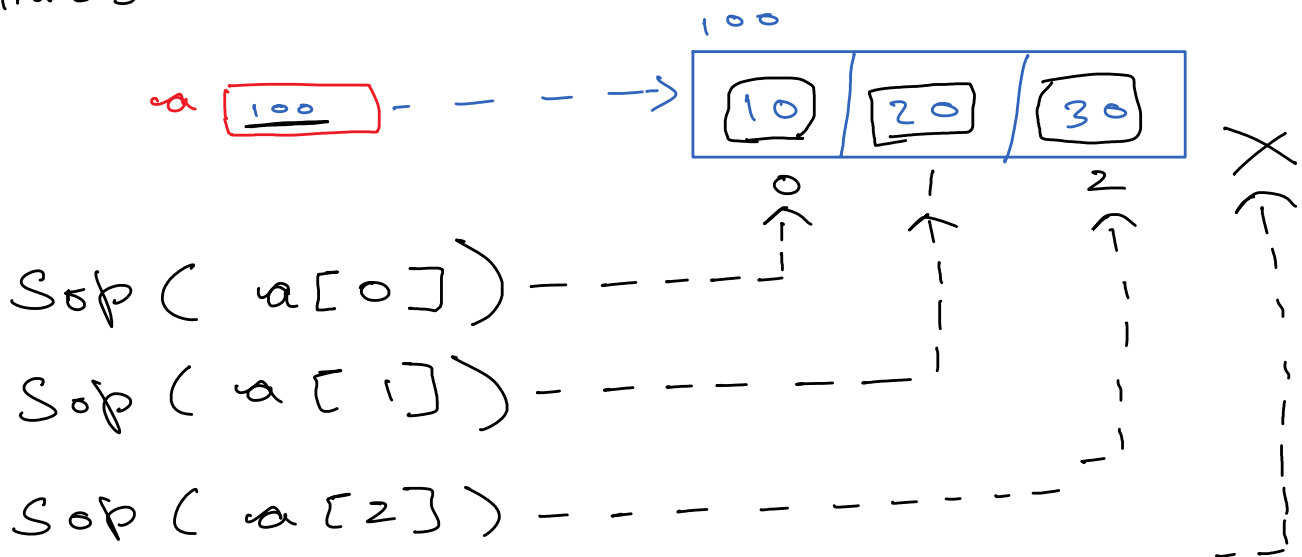 100
a 100 10 20 30
0 1 2
Sop ( a [ 0 ] )
Sop ( a [ 1 ] )
Sop ( a [ 2 ] )